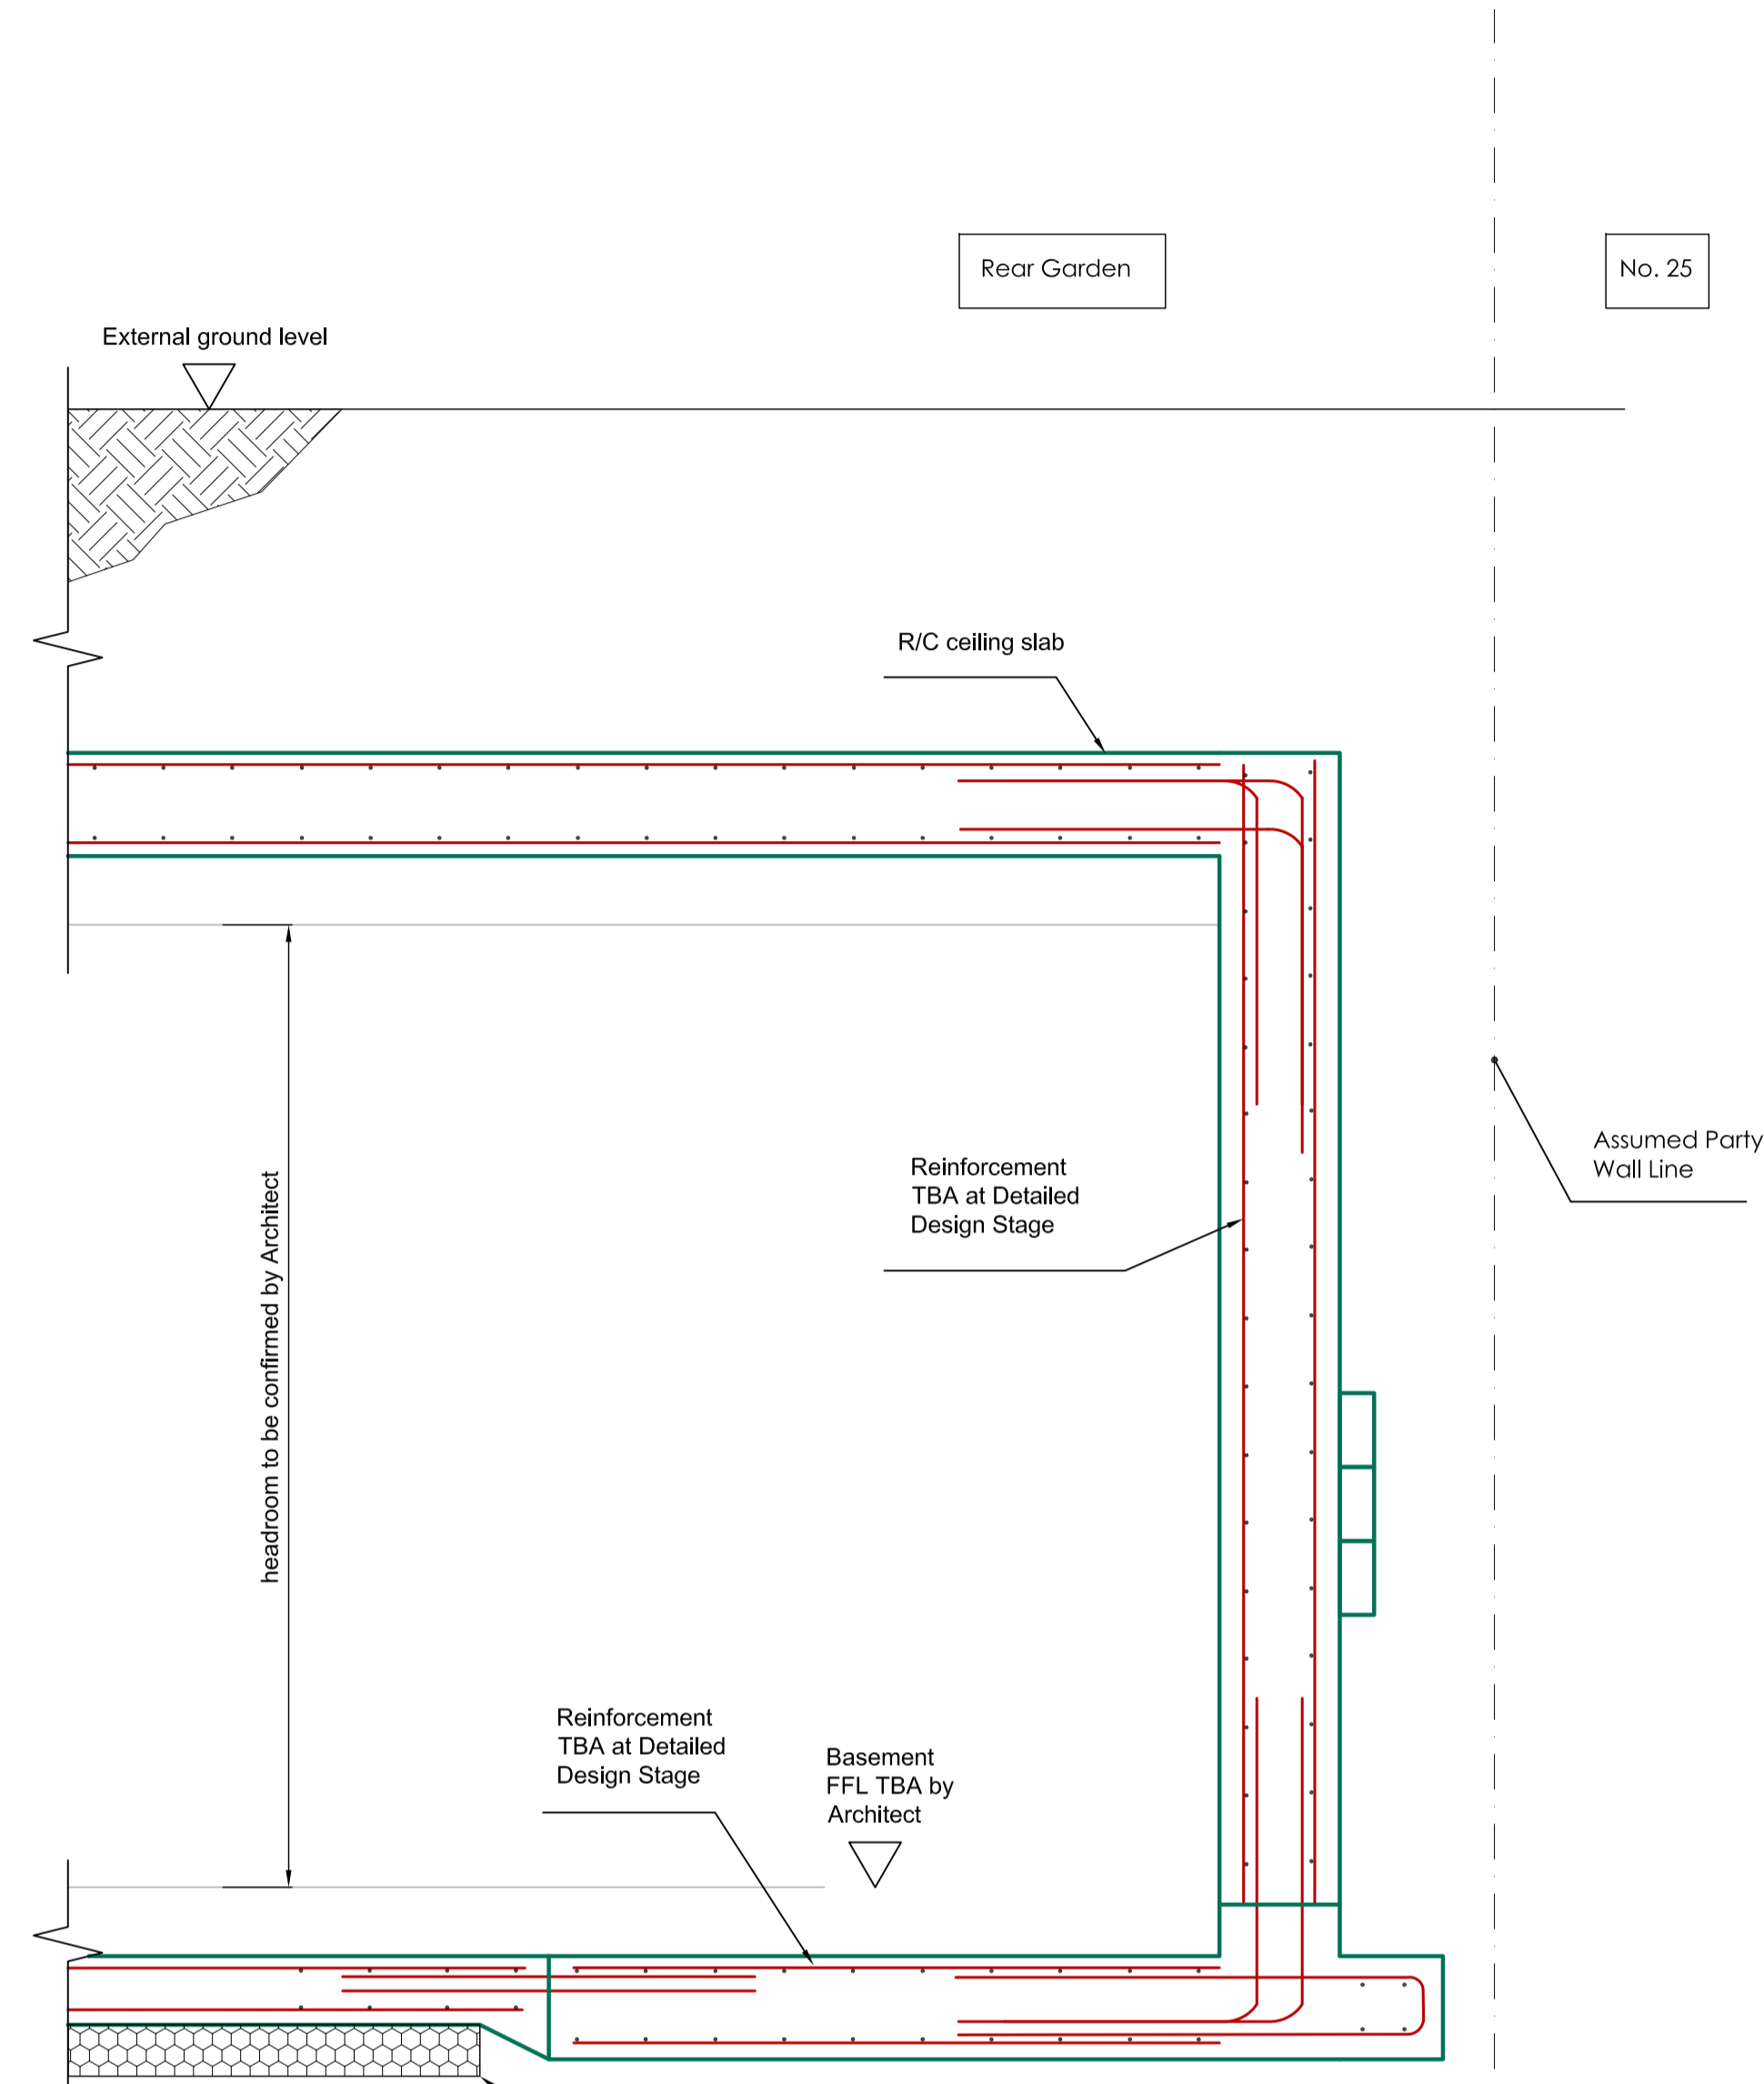 Rear Garden
No. 25
External ground level
R/C ceiling slab
Assumed Party
Wall Line
Reinforcement
TBA at Detailed
Design Stage
headroom to be confirmed by Architect
Reinforcement
TBA at Detailed
Design Stage
Basement
FFL TBA by
Architect